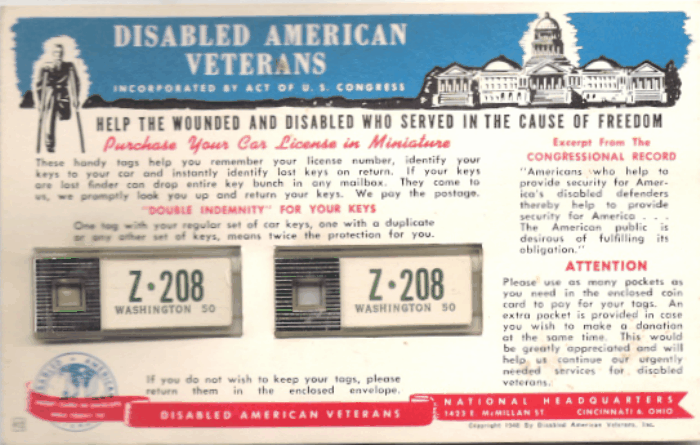 DISABLED AMERICAN
VETERANS
INCORPORATED BY ACT OF U. S. CONGRESS
HELP THE WOUNDED AND DISABLED WHO SERVED IN THE CAUSE OF FREEDOM
Purchase Your Car License in Miniature
These handy tags help you remember your license number, identify your
keys to your car and instantly identify lost keys on return. If your keys
are lost finder can drop entire key bunch in any mailbox. They come to
us, we promptly look you up and return your keys. We pay the postage.
"DOUBLE INDEMNITY" FOR YOUR KEYS
One tag with your regular set of car keys, one with a duplicate
or any other set of keys, means twice the protection for you.
Excerpt From The
CONGRESSIONAL RECORD
"Americans who help to
provide security for Amer-
ica's disabled defenders
thereby help to provide
security for America . . .
The American public is
desirous of fulfilling its
obligation."
ATTENTION
Please use as many pockets as
you need in the enclosed coin
card to pay for your tags. An
extra pocket is provided in case
you wish to make a donation
at the same time. This would
be greatly appreciated and will
help us continue our urgently
needed services for disabled
veterans.
Z•208
WASHINGTON 50
Z•208
WASHINGTON 50
If you do not wish to keep your tags, please
return them in the enclosed envelope.
DISABLED AMERICAN VETERANS
NATIONAL HEADQUARTERS
1423 E. McMILLAN ST. CINCINNATI 6, OHIO
Copyright 1948 By Disabled American Veterans, Inc.